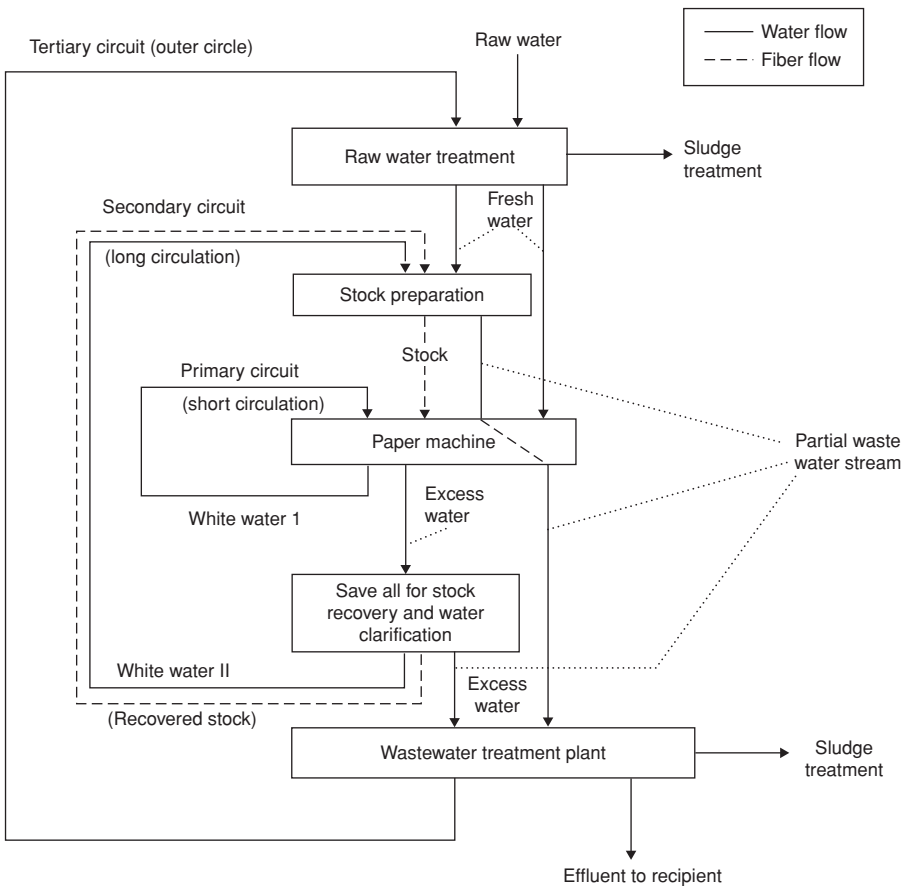 Tertiary circuit (outer circle)
Raw water
Water flow
Fiber flow
Raw water treatment
Sludge
treatment
Fresh
water
Secondary circuit
(long circulation)
Stock preparation
Stock
Primary circuit
(short circulation)
Paper machine
Partial waste
water stream
White water 1
Excess
water
Save all for stock
recovery and water
clarification
White water II
(Recovered stock)
Excess
water
Wastewater treatment plant
Sludge
treatment
Effluent to recipient